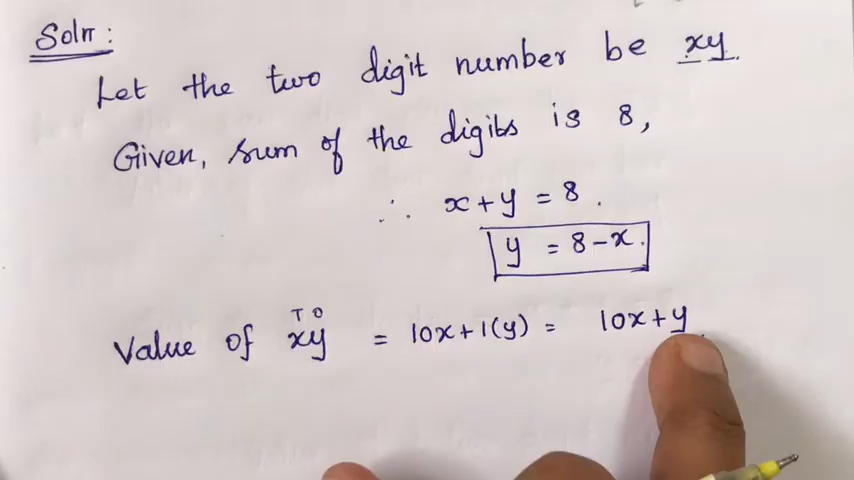 Soln:
Let the two digit number be xy.
Given, sum of the digits is 8,
∴ x+y = 8.
y = 8-x.
T O
Value of xy = 10x+1(y) = 10x+y